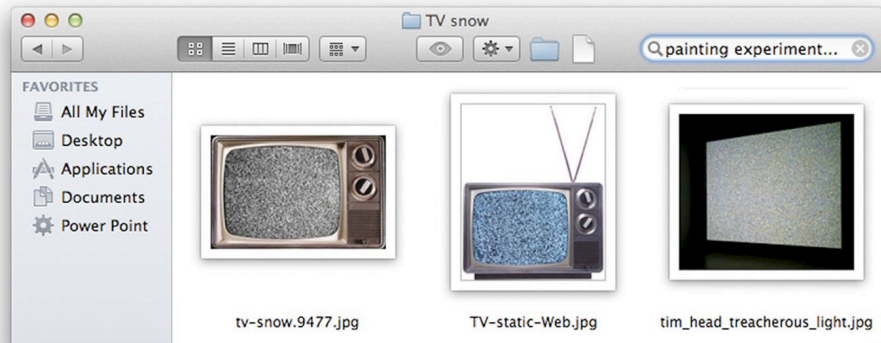 TV snow
painting experiment...
FAVORITES
All My Files
Desktop
Applications
Documents
Power Point
tv-snow.9477.jpg
TV-static-Web.jpg
tim_head_treacherous_light.jpg